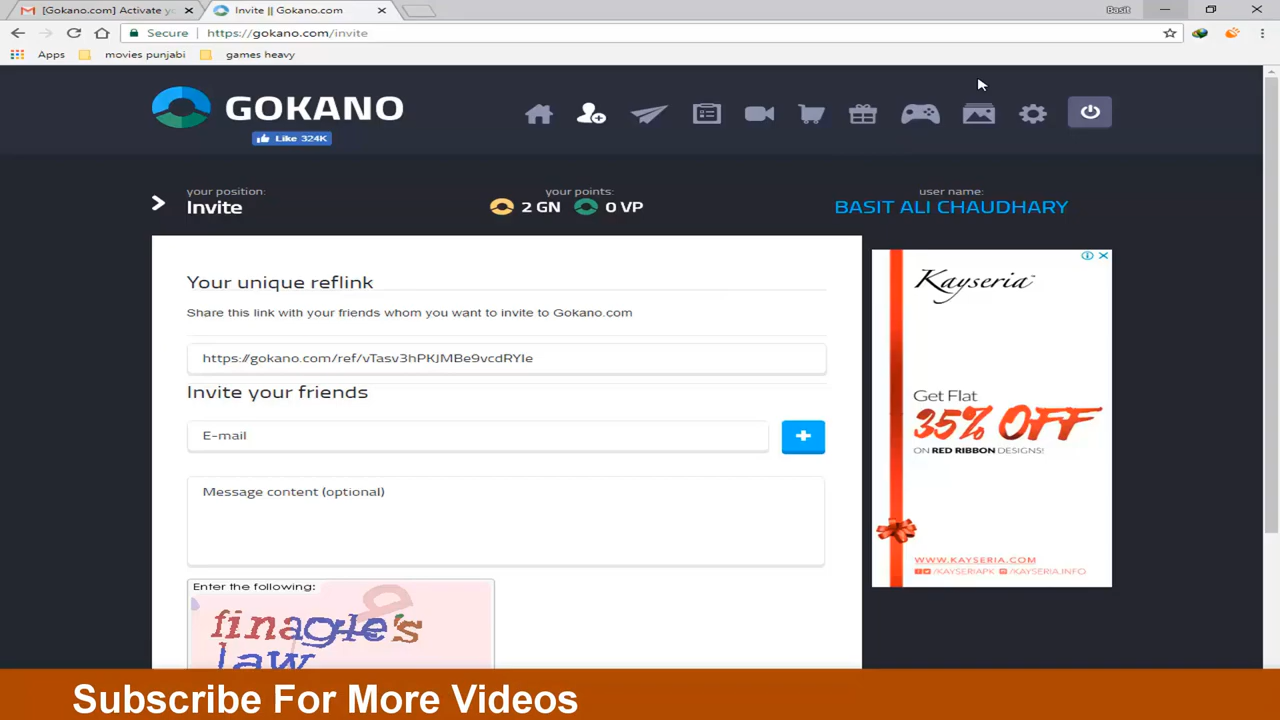 [Gokano.com] Activate yo
Invite || Gokano.com
Basit
Secure
https://gokano.com/invite
Apps
movies punjabi
games heavy
GOKANO
Like 324K
your position:
Invite
your points:
2 GN
0 VP
user name:
BASIT ALI CHAUDHARY
Your unique reflink
Share this link with your friends whom you want to invite to Gokano.com
https://gokano.com/ref/vTasv3hPKJMBe9vcdRYIe
Invite your friends
E-mail
Message content (optional)
Enter the following:
finagle's
law
Kayseria
Get Flat
35% OFF
ON RED RIBBON DESIGNS!
WWW.KAYSERIA.COM
/KAYSERIAPK
/KAYSERIA.INFO
Subscribe For More Videos